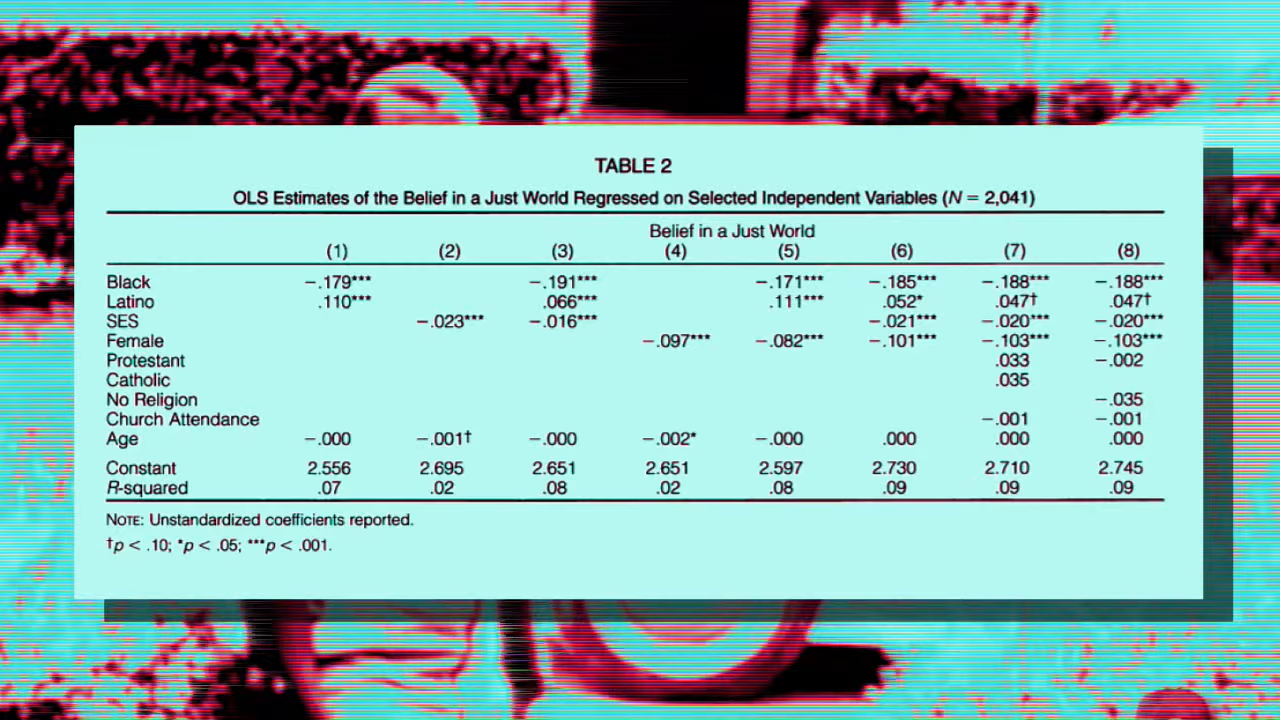 TABLE 2
OLS Estimates of the Belief in a Just World Regressed on Selected Independent Variables (N = 2,041)
Belief in a Just World
(1) (2) (3) (4) (5) (6) (7) (8)
Black −.179*** −.191*** −.171*** −.185*** −.188*** −.188***
Latino .110*** .066*** .111*** .052* .047† .047†
SES −.023*** −.016*** −.021*** −.020*** −.020***
Female −.097*** −.082*** −.101*** −.103*** −.103***
Protestant .033 −.002
Catholic .035
No Religion −.035
Church Attendance −.001 −.001
Age −.000 −.001† −.000 −.002* −.000 .000 .000 .000
Constant 2.556 2.695 2.651 2.651 2.597 2.730 2.710 2.745
R-squared .07 .02 .08 .02 .08 .09 .09 .09
NOTE: Unstandardized coefficients reported.
†p < .10; *p < .05; ***p < .001.